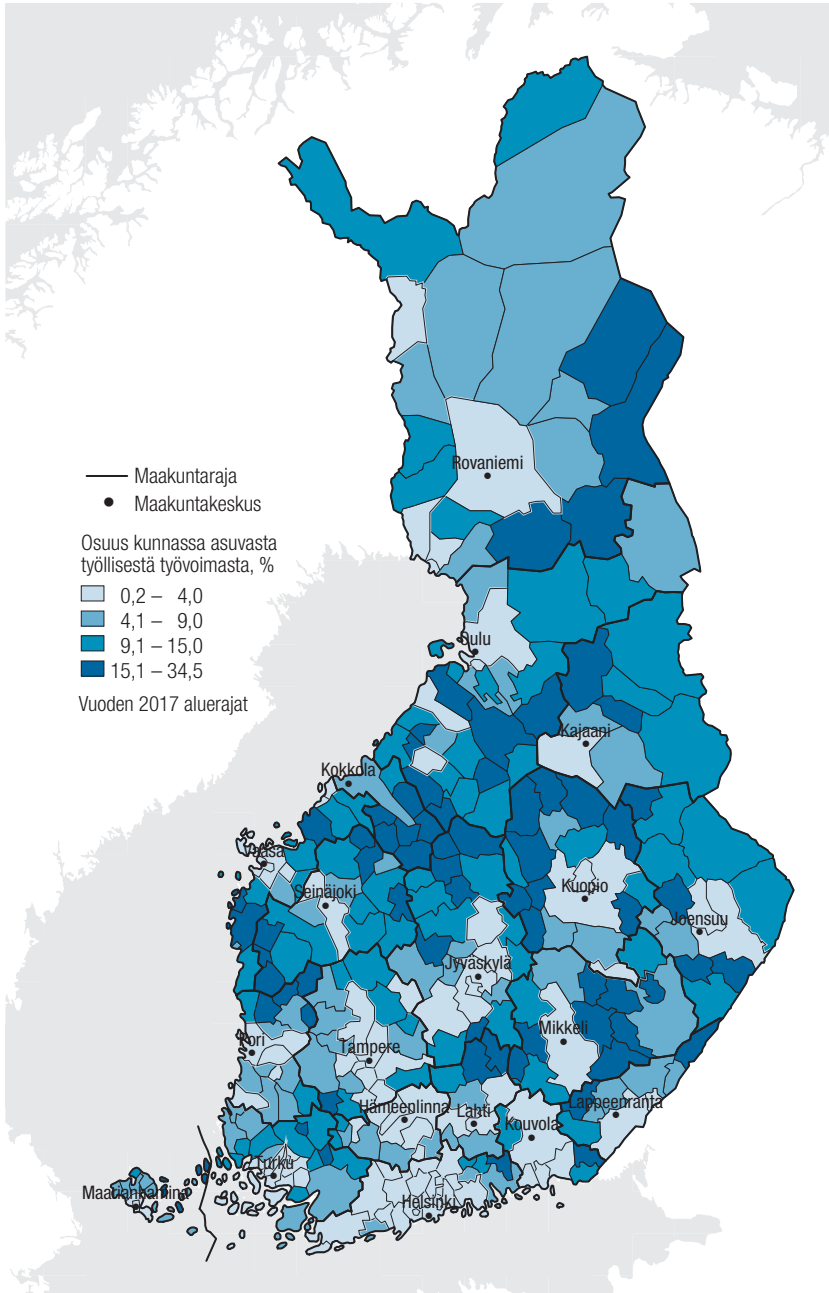 Rovaniemi
Maakuntaraja
Maakuntakeskus
Osuus kunnassa asuvasta
työllisestä työvoimasta, %
0,2 – 4,0
4,1 – 9,0
9,1 – 15,0
15,1 – 34,5
Vuoden 2017 aluerajat
Oulu
Kajaani
Kokkola
Vaasa
Seinäjoki
Kuopio
Joensuu
Jyväskylä
Mikkeli
Pori
Tampere
Hämeenlinna
Lahti
Kouvola
Lappeenranta
Turku
Maarianhamina
Helsinki